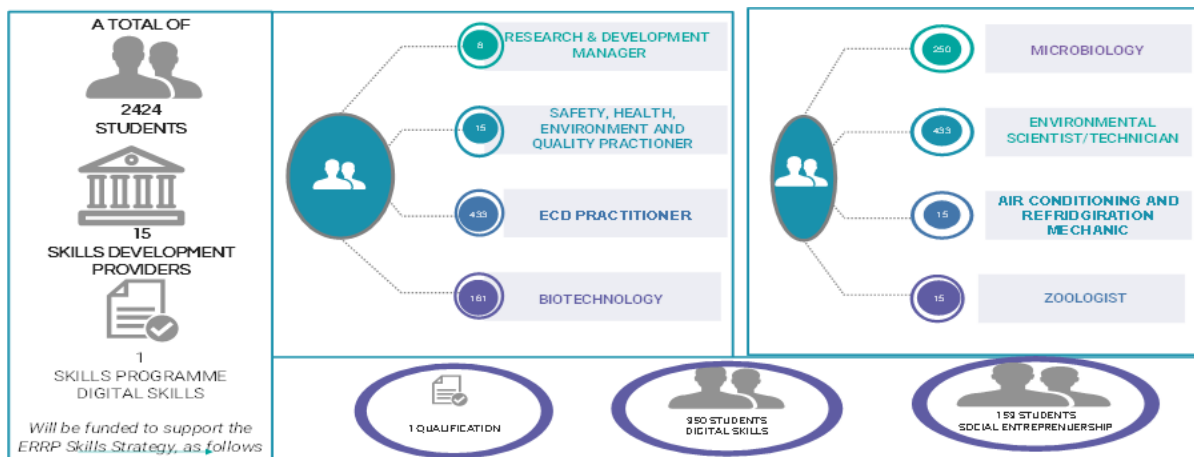 A TOTAL OF
2424
STUDENTS
15
SKILLS DEVELOPMENT
PROVIDERS
1
SKILLS PROGRAMME
DIGITAL SKILLS
Will be funded to support the
ERRP Skills Strategy, as follows
8
RESEARCH & DEVELOPMENT
MANAGER
15
SAFETY, HEALTH,
ENVIRONMENT AND
QUALITY PRACTIONER
433
ECD PRACTITIONER
161
BIOTECHNOLOGY
250
MICROBIOLOGY
433
ENVIRONMENTAL
SCIENTIST/TECHNICIAN
15
AIR CONDITIONING AND
REFRIDGIRATION
MECHANIC
15
ZOOLOGIST
1 QUALIFICATION
950 STUDENTS
DIGITAL SKILLS
159 STUDENTS
SOCIAL ENTREPRENUERSHIP